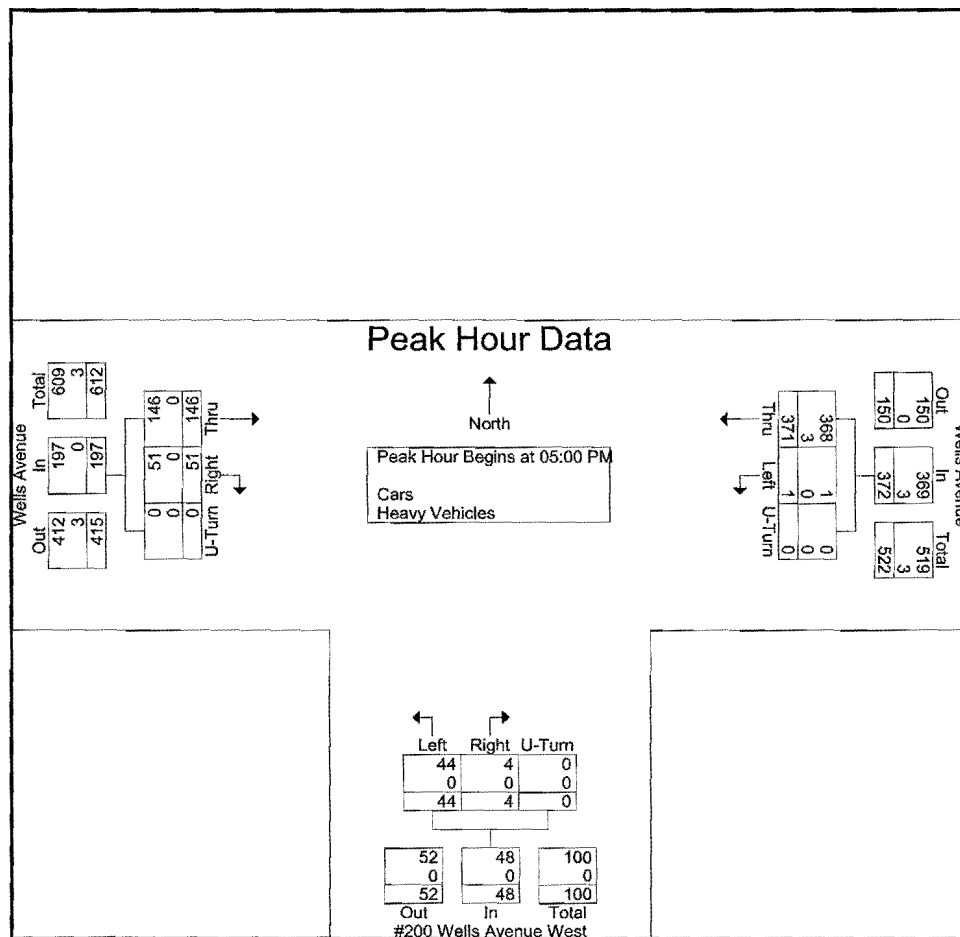 Peak Hour Data
North
Peak Hour Begins at 05:00 PM
Cars
Heavy Vehicles
Wells Avenue
Total
609
3
612
In
197
0
197
Out
412
3
415
Thru
146
0
146
Right
51
0
51
U-Turn
0
0
0
Thru
368
3
371
Left
1
0
1
U-Turn
0
0
0
Wells Avenue
Out
150
0
150
In
369
3
372
Total
519
3
522
Left Right U-Turn
44 4 0
0 0 0
44 4 0
52 48 100
0 0 0
52 48 100
Out In Total
#200 Wells Avenue West